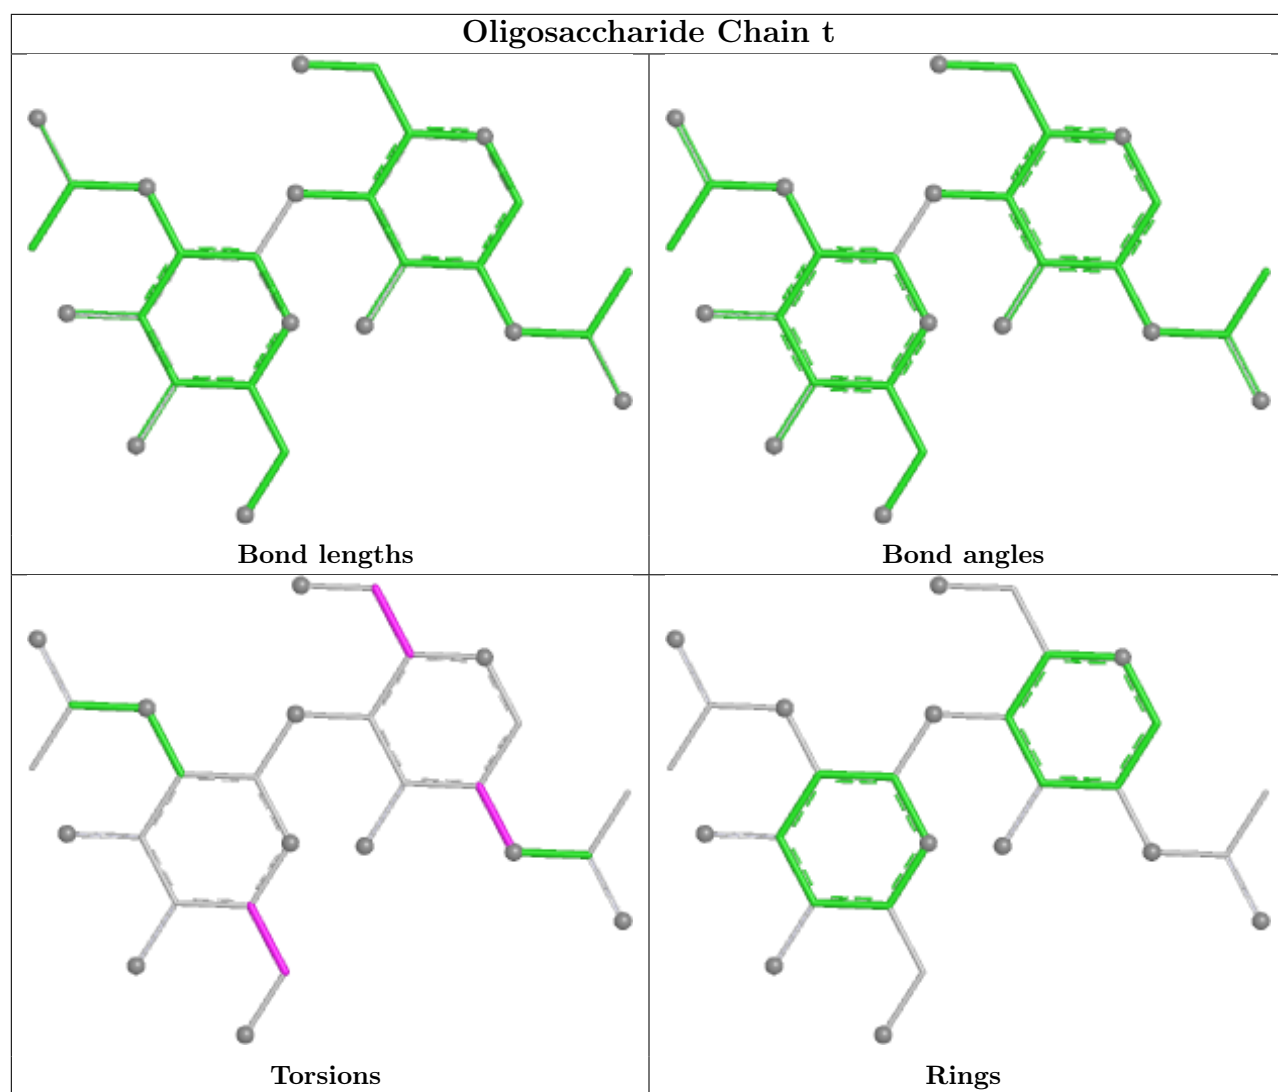 Oligosaccharide Chain t
Bond lengths
Bond angles
Torsions
Rings